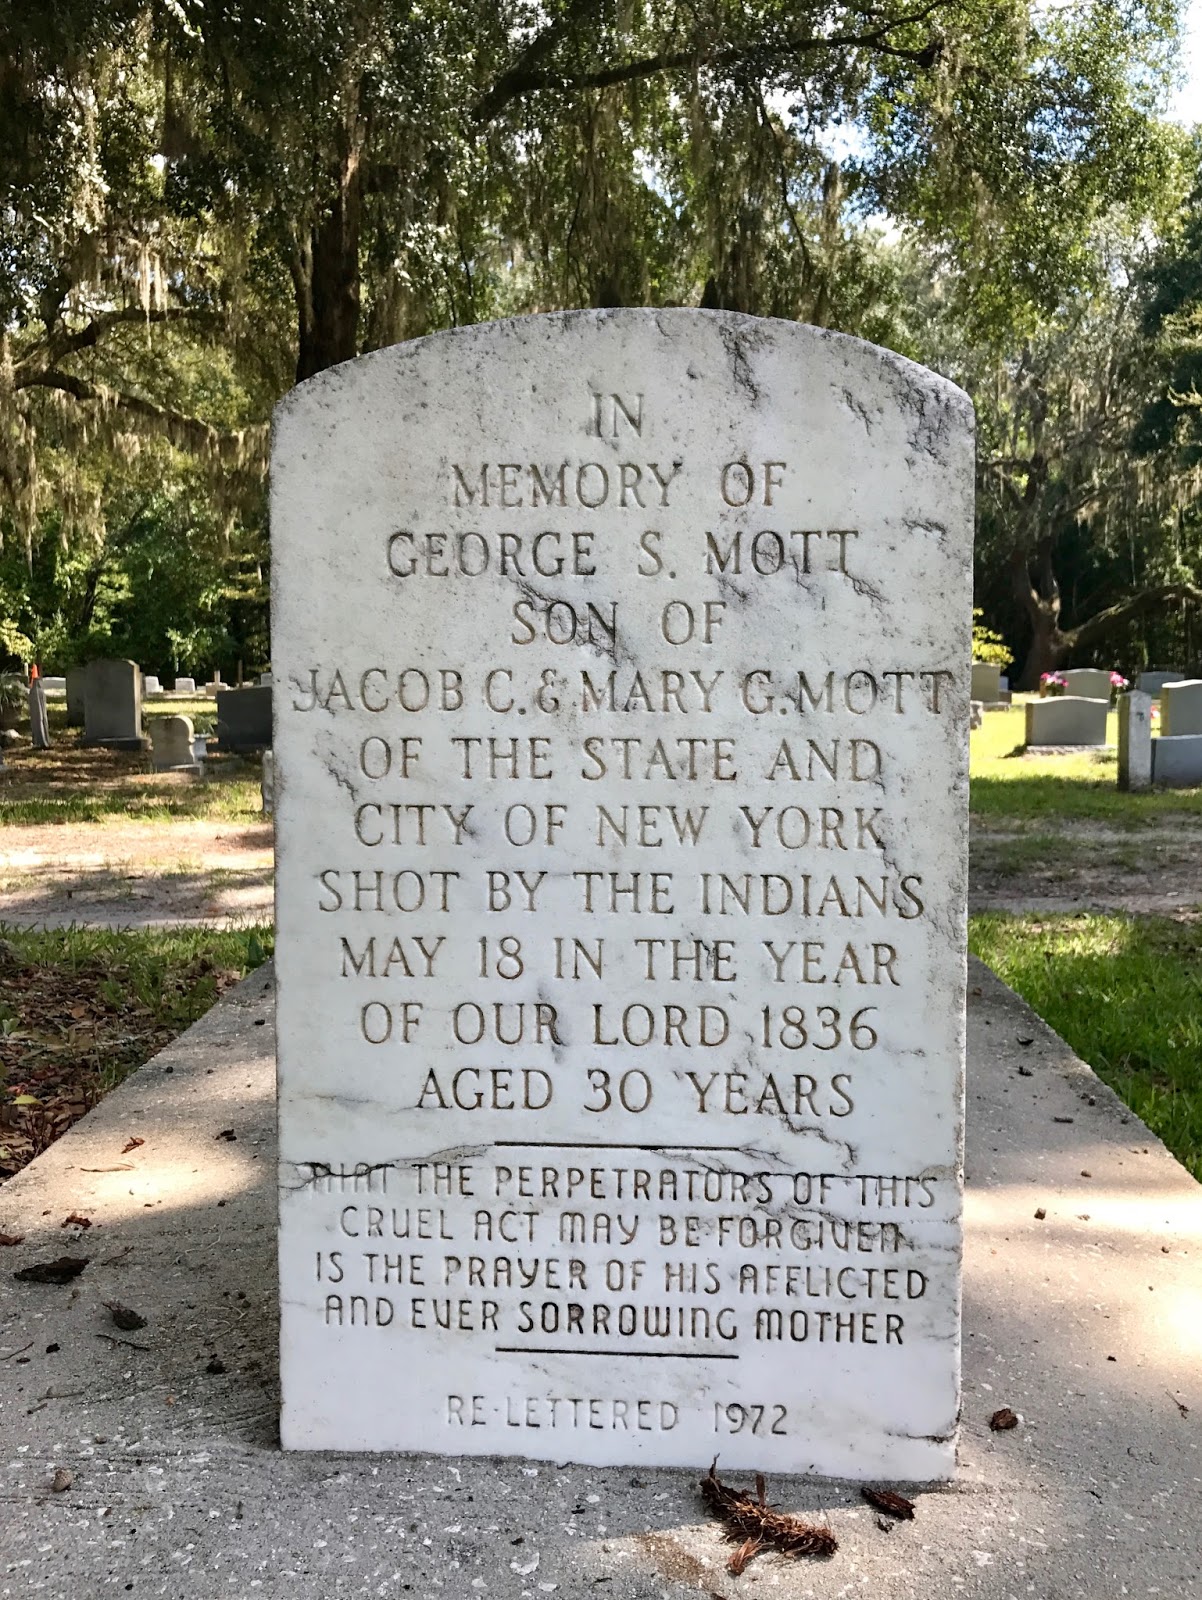 IN
MEMORY OF
GEORGE S. MOTT
SON OF
JACOB C. & MARY G. MOTT
OF THE STATE AND
CITY OF NEW YORK
SHOT BY THE INDIANS
MAY 18 IN THE YEAR
OF OUR LORD 1836
AGED 30 YEARS
THAT THE PERPETRATORS OF THIS
CRUEL ACT MAY BE FORGIVEN
IS THE PRAYER OF HIS AFFLICTED
AND EVER SORROWING MOTHER
RE-LETTERED 1972